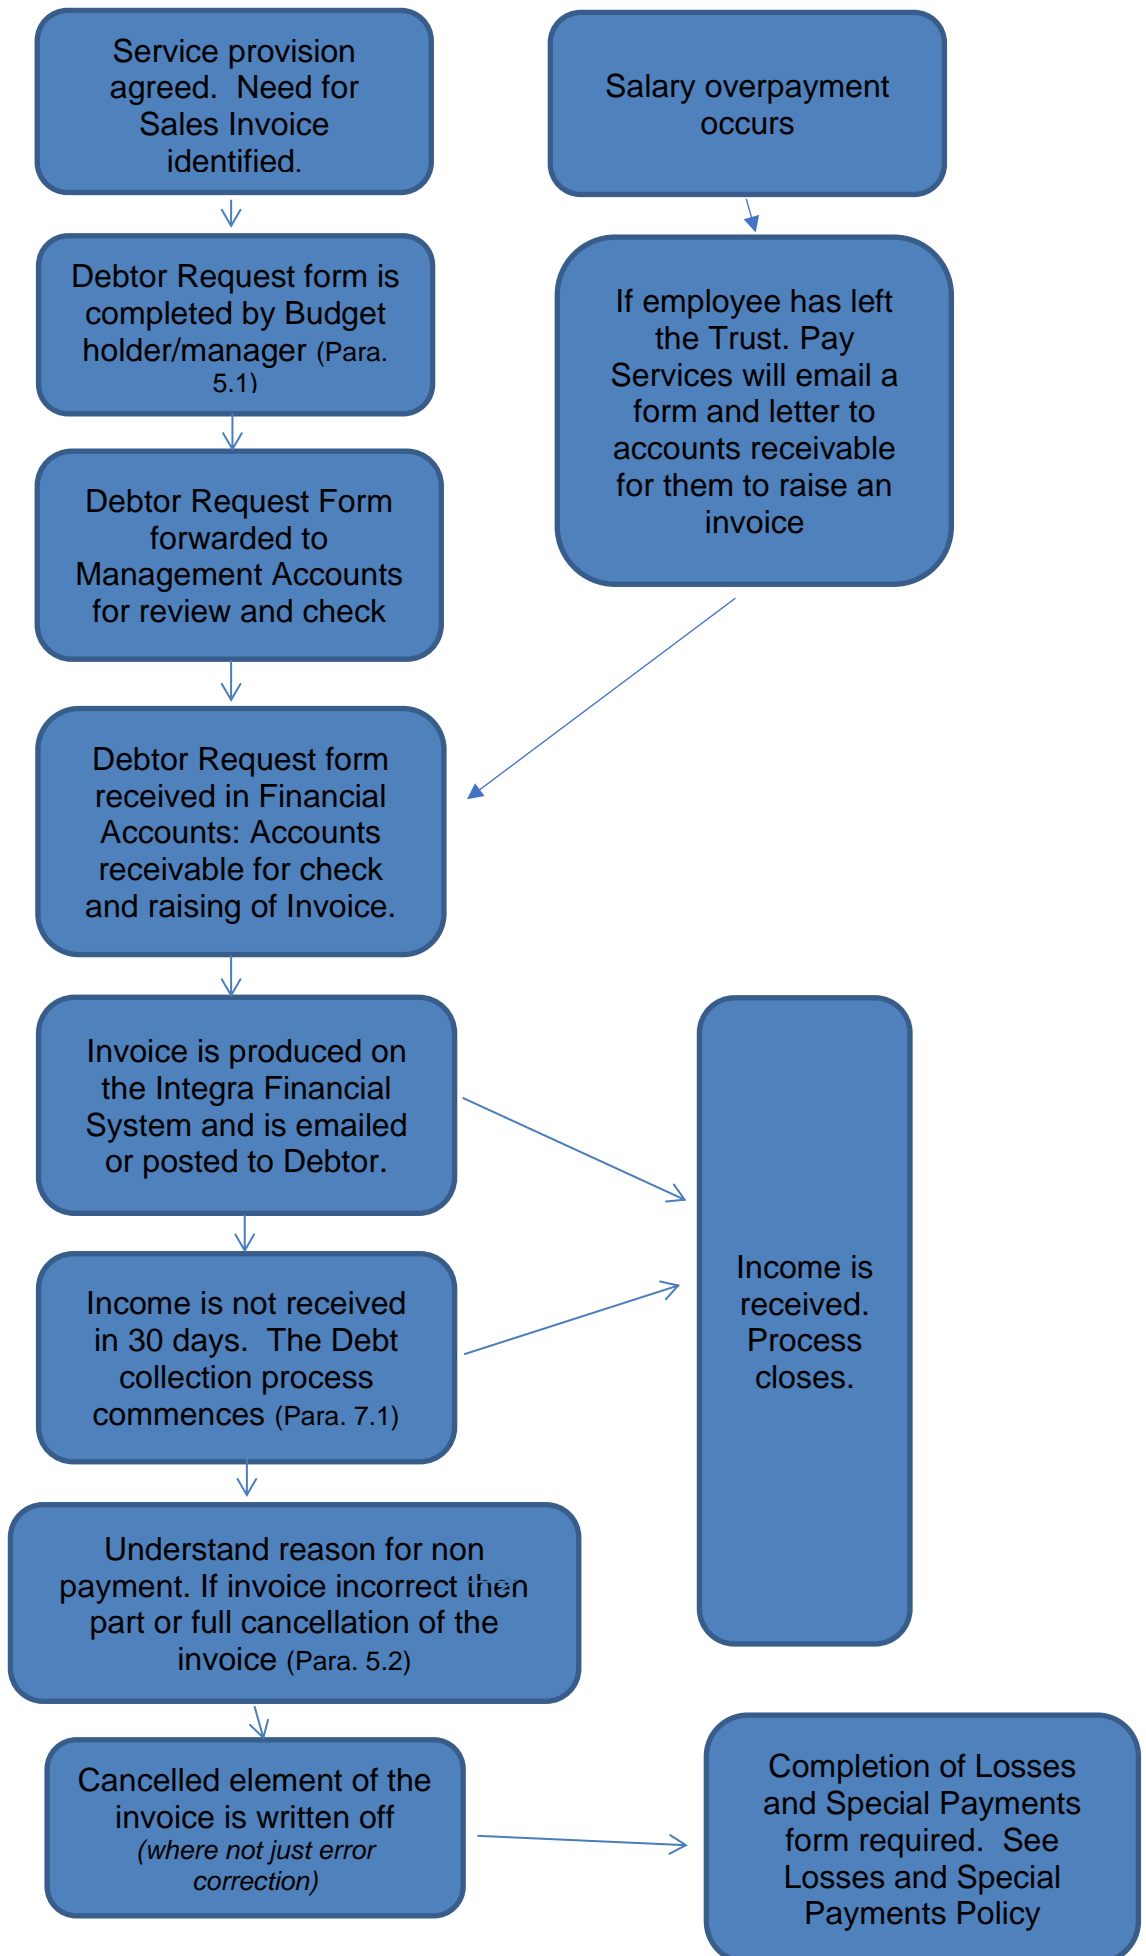 Service provision
agreed.  Need for
Sales Invoice
identified.
Salary overpayment
occurs
Debtor Request form is
completed by Budget
holder/manager (Para.
5.1)
If employee has left
the Trust. Pay
Services will email a
form and letter to
accounts receivable
for them to raise an
invoice
Debtor Request Form
forwarded to
Management Accounts
for review and check
Debtor Request form
received in Financial
Accounts: Accounts
receivable for check
and raising of Invoice.
Invoice is produced on
the Integra Financial
System and is emailed
or posted to Debtor.
Income is not received
in 30 days.  The Debt
collection process
commences (Para. 7.1)
Income is
received.
Process
closes.
Understand reason for non
payment. If invoice incorrect then
part or full cancellation of the
invoice (Para. 5.2)
Cancelled element of the
invoice is written off
(where not just error
correction)
Completion of Losses
and Special Payments
form required.  See
Losses and Special
Payments Policy